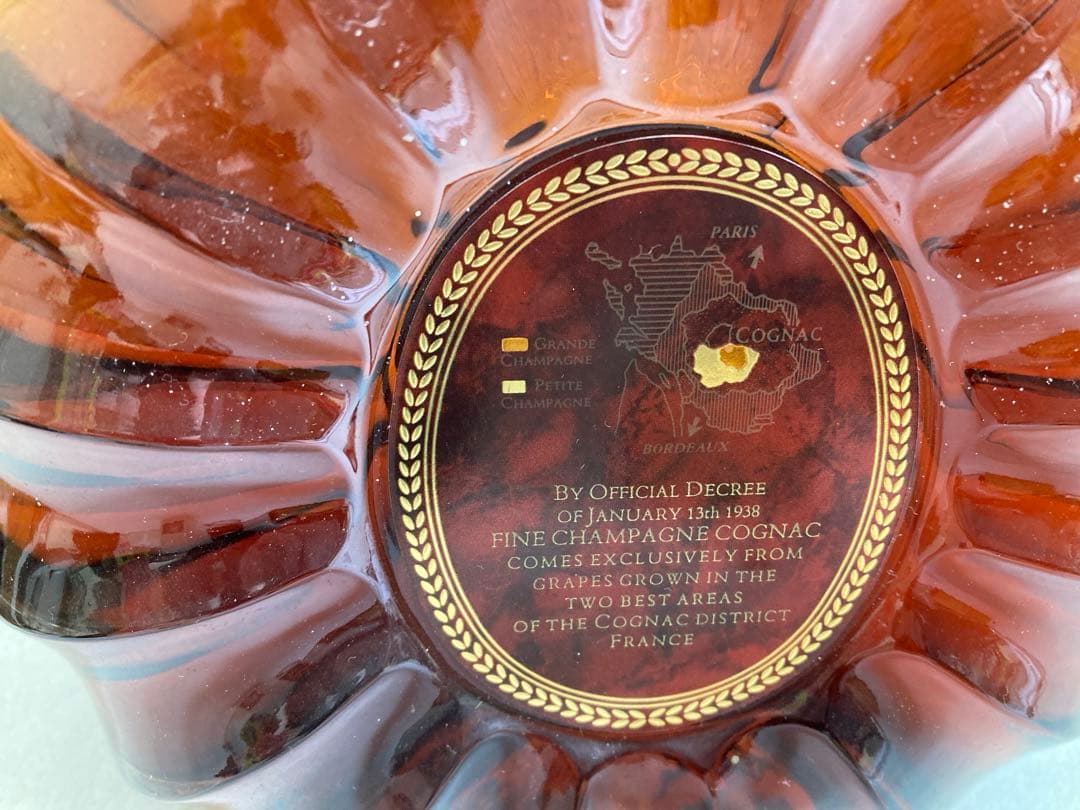 PARIS
COGNAC
GRANDE
CHAMPAGNE
PETITE
CHAMPAGNE
BORDEAUX
BY OFFICIAL DECREE
OF JANUARY 13th 1938
FINE CHAMPAGNE COGNAC
COMES EXCLUSIVELY FROM
GRAPES GROWN IN THE
TWO BEST AREAS
OF THE COGNAC DISTRICT
FRANCE